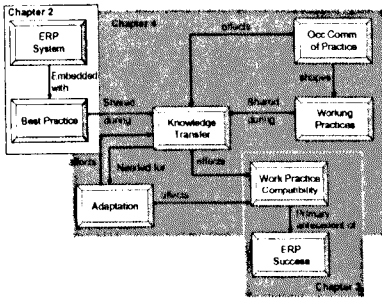 Chapter 2
Chapter 4
ERP
System
Embedded
with
Best Practice
Shared
during
Knowledge
Transfer
affects
Occ Comm
of Practice
shapes
Shared
during
Working
Practices
affects
Needed for
affects
Adaptation
affects
Work Practice
Compatibility
Primary
antecedent of
ERP
Success
Chapter 3